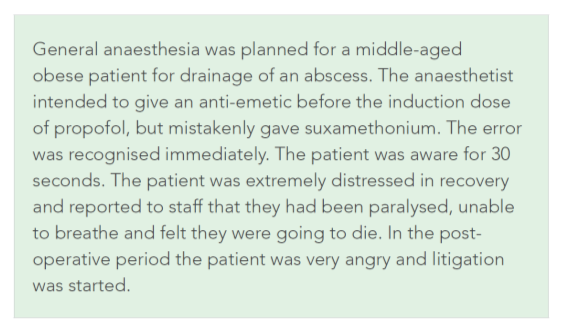 General anaesthesia was planned for a middle-aged
obese patient for drainage of an abscess. The anaesthetist
intended to give an anti-emetic before the induction dose
of propofol, but mistakenly gave suxamethonium. The error
was recognised immediately. The patient was aware for 30
seconds. The patient was extremely distressed in recovery
and reported to staff that they had been paralysed, unable
to breathe and felt they were going to die. In the post-
operative period the patient was very angry and litigation
was started.